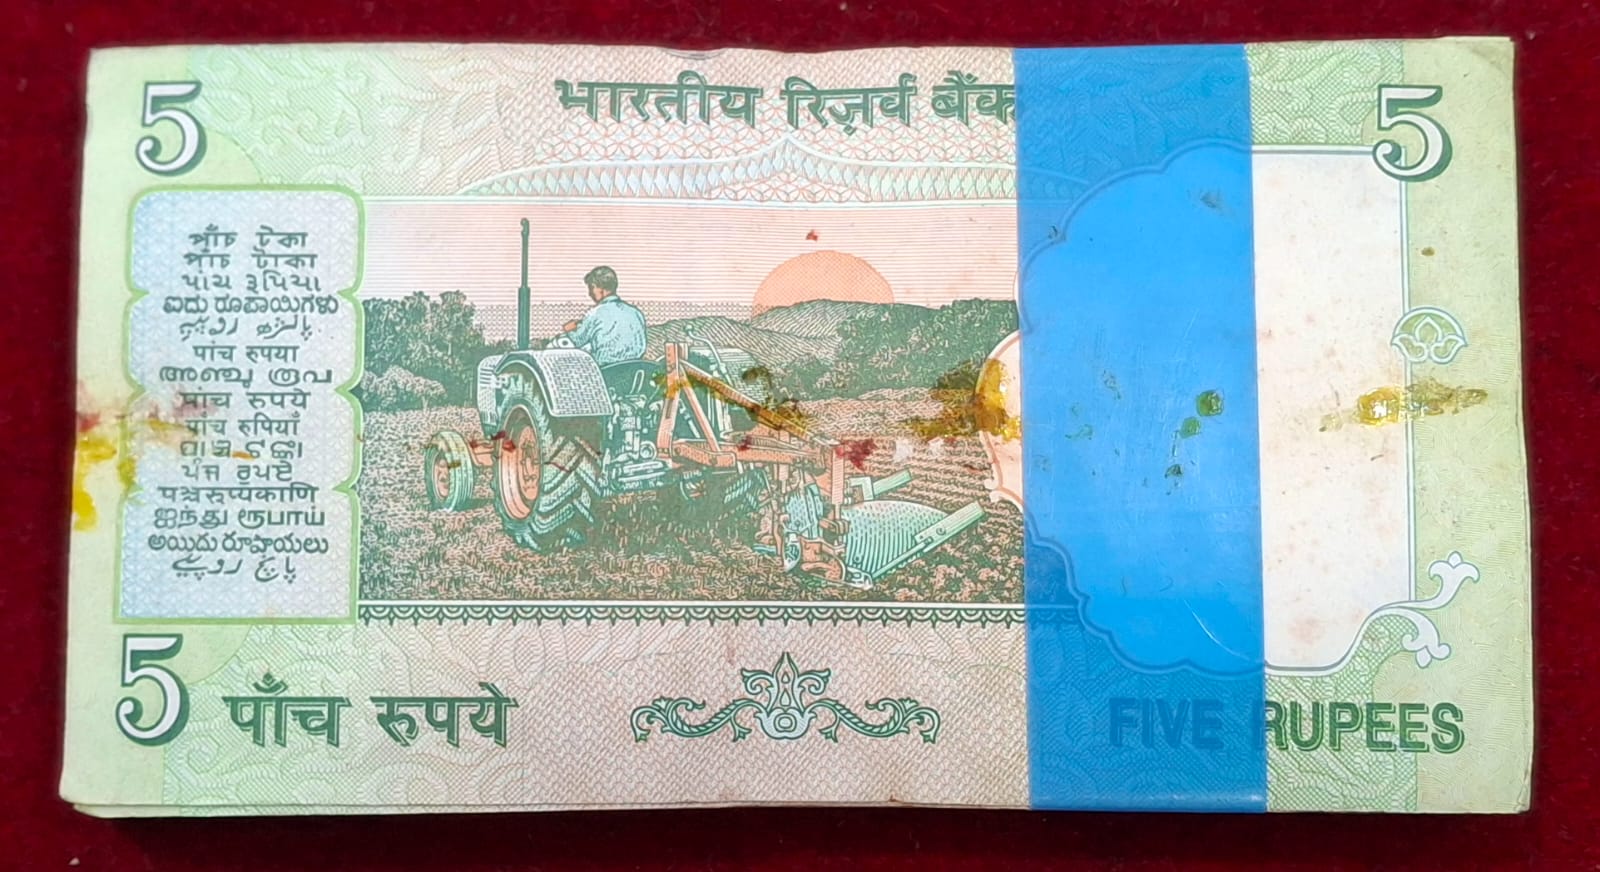 5
भारतीय रिज़र्व बैंक
5
পাঁচ টকা
পাঁচ টাকা
પાંચ રૂપિયા
ಐದು ರೂಪಾಯಿಗಳು
पांच रुपया
അഞ്ചു രൂപ
पाच रुपये
पाँच रुपियाँ
ପାଞ୍ଚ ଟଙ୍କା
ਪੰਜ ਰੁਪਏ
पञ्चरुप्यकाणि
ஐந்து ரூபாய்
అయిదు రూపాయలు
پانچ روپیے
5
पाँच रुपये
FIVE RUPEES